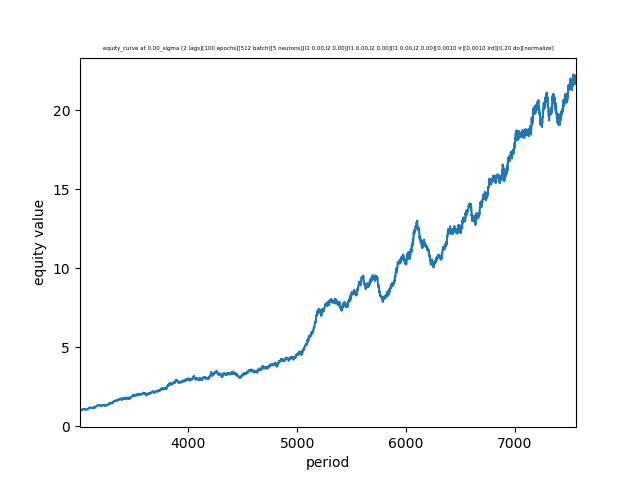 equity_curve at 0.00_sigma [2 lags][100 epochs][512 batch][5 neurons][l1 0.00,l2 0.00][l1 0.00,l2 0.00][l1 0.00,l2 0.00][0.0010 lr][0.0010 lrd][0.20 do][normalize]
20
15
equity value
10
5
0
4000 5000 6000 7000
period